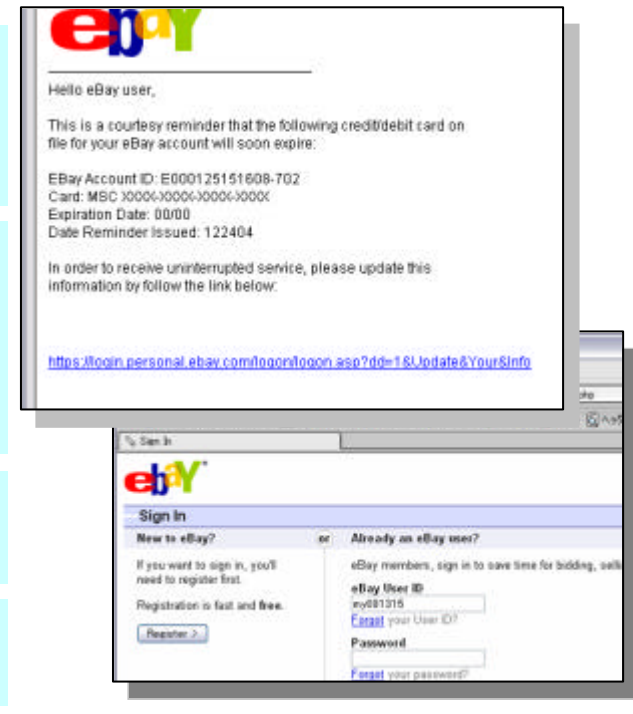 ebaY
Hello eBay user,
This is a courtesy reminder that the following credit/debit card on
file for your eBay account will soon expire:
EBay Account ID: E000125151608-702
Card: MSC XXXX-XXXX-XXXX-XXXX
Expiration Date: 00/00
Date Reminder Issued: 122404
In order to receive uninterrupted service, please update this
information by follow the link below:
https://login.personal.ebay.com/logon/logon.asp?dd=1&Update&Your&Info
Sign In
ebaY
Sign In
New to eBay?
or
Already an eBay user?
If you want to sign in, you'll
need to register first.
Registration is fast and free.
Register >
eBay members, sign in to save time for bidding,
eBay User ID
my081316
Forgot your User ID?
Password
Forgot your password?